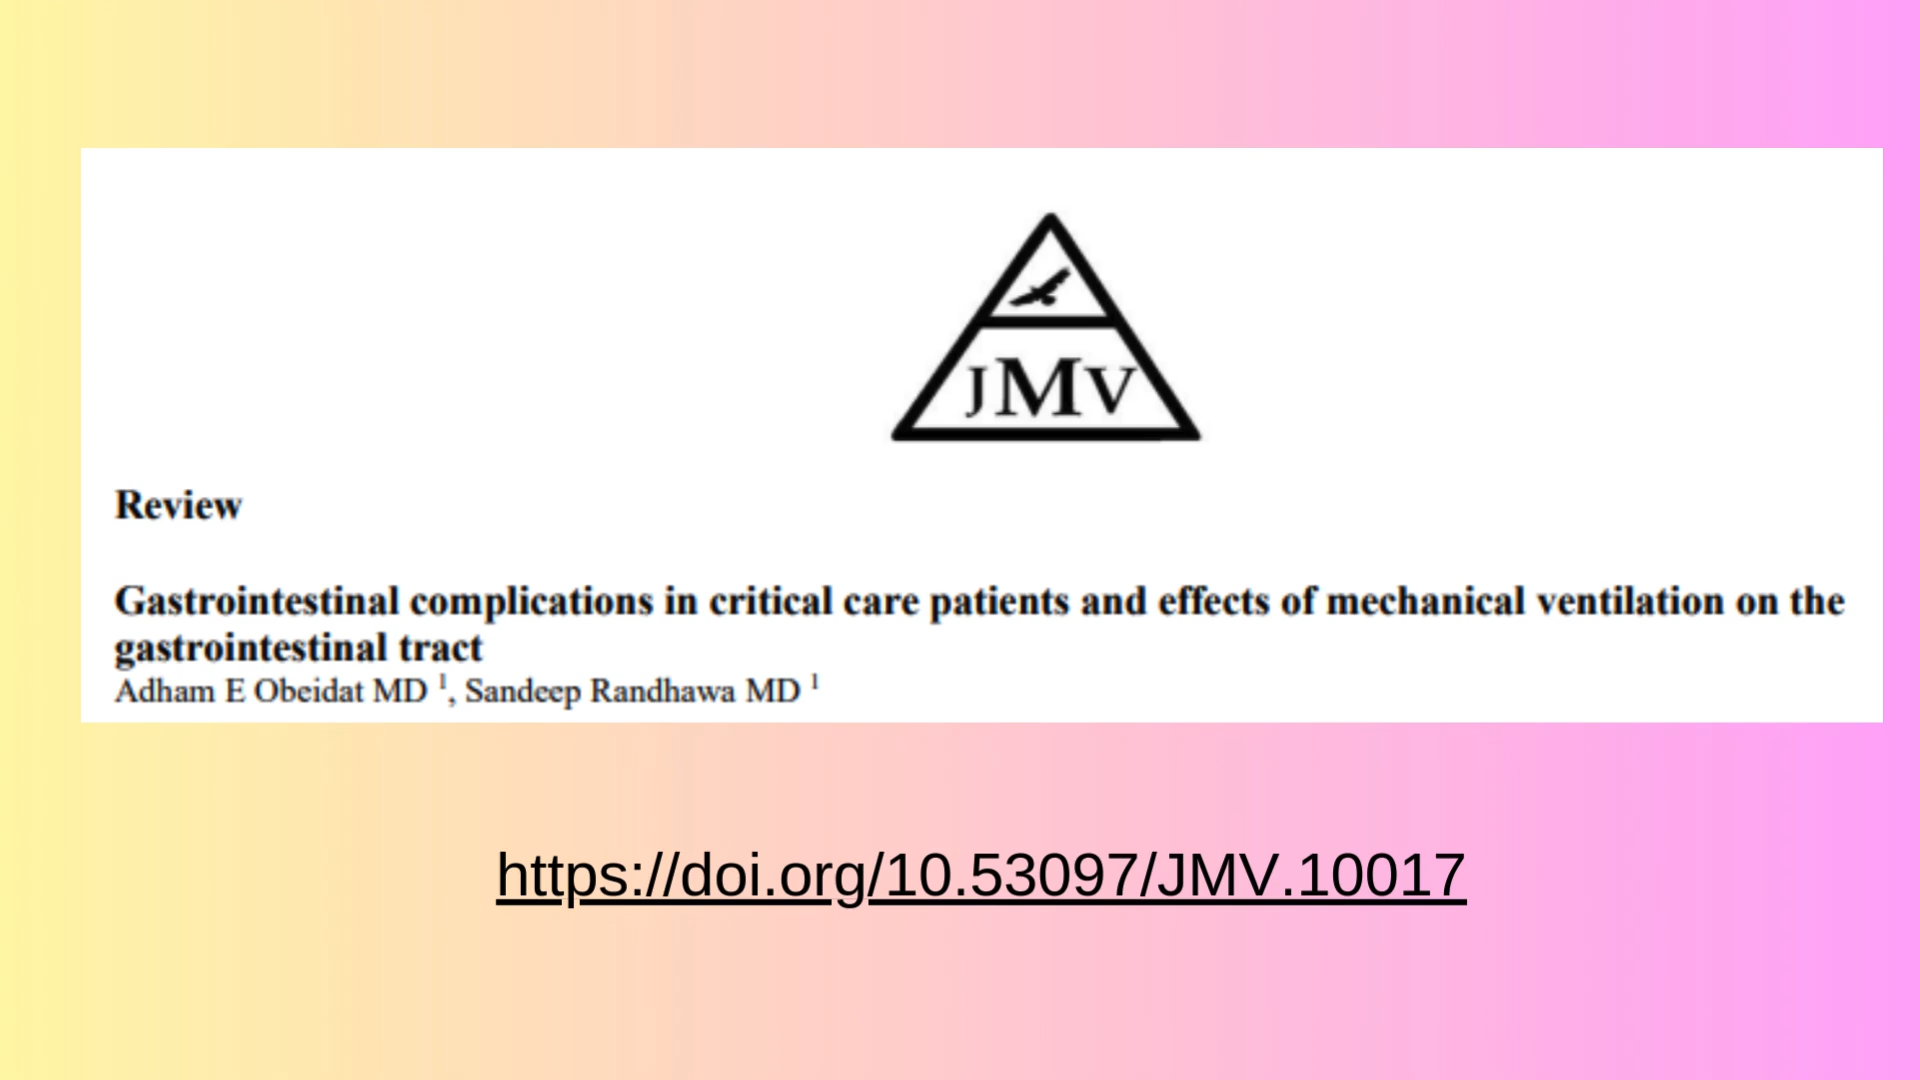 JMV
Review
Gastrointestinal complications in critical care patients and effects of mechanical ventilation on the
gastrointestinal tract
Adham E Obeidat MD 1, Sandeep Randhawa MD 1
https://doi.org/10.53097/JMV.10017